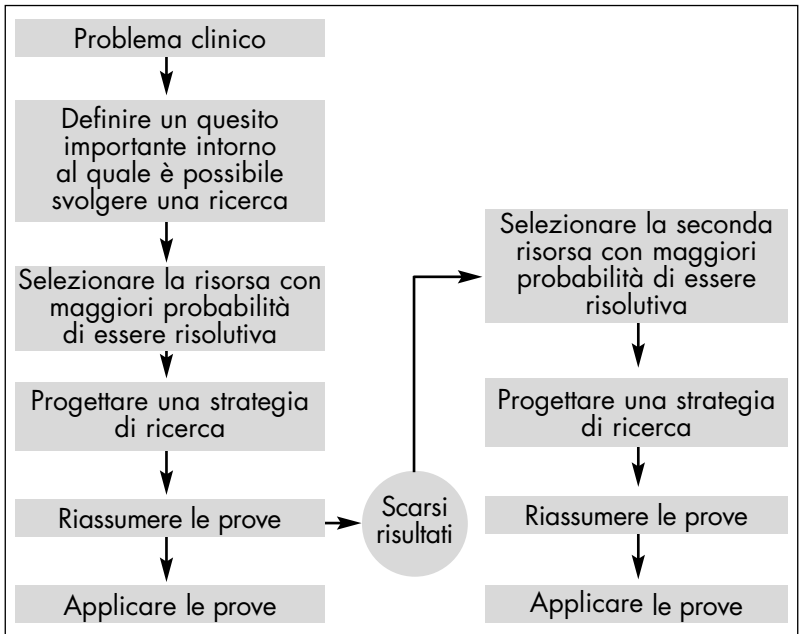 Problema clinico
Definire un quesito
importante intorno
al quale è possibile
svolgere una ricerca
Selezionare la risorsa con
maggiori probabilità
di essere risolutiva
Progettare una strategia
di ricerca
Riassumere le prove
Applicare le prove
Scarsi
risultati
Selezionare la seconda
risorsa con maggiori
probabilità di essere
risolutiva
Progettare una strategia
di ricerca
Riassumere le prove
Applicare le prove